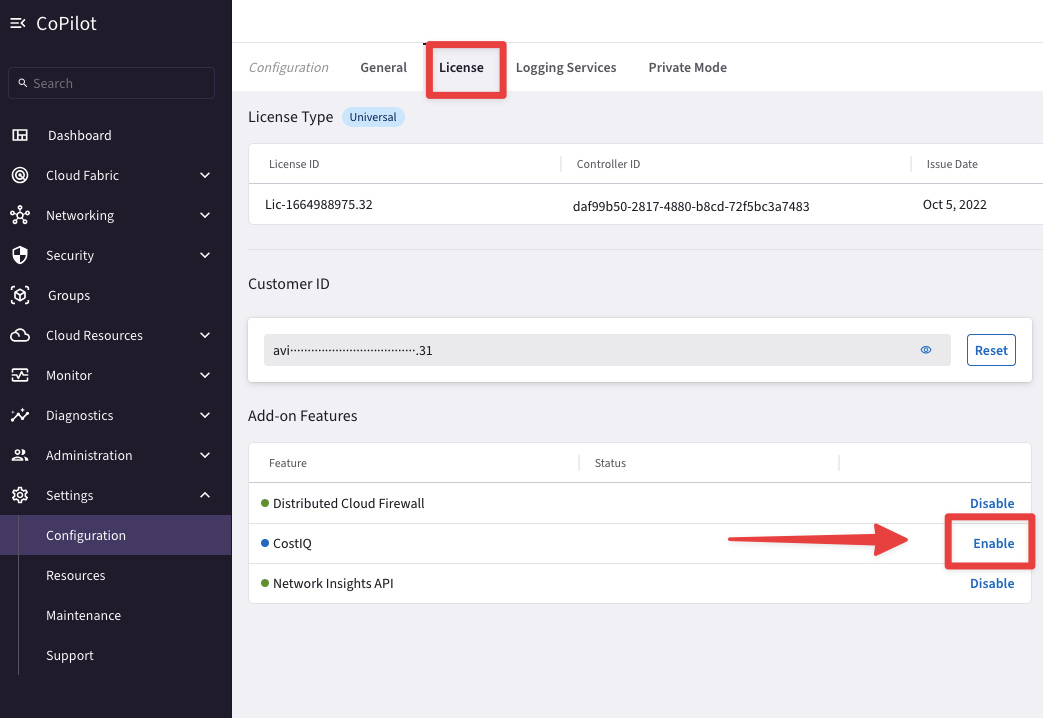 CoPilot
Search
Dashboard
Cloud Fabric
Networking
Security
Groups
Cloud Resources
Monitor
Diagnostics
Administration
Settings
Configuration
Resources
Maintenance
Support
Configuration General License Logging Services Private Mode
License Type Universal
License ID Controller ID Issue Date
Lic-1664988975.32 daf99b50-2817-4880-b8cd-72f5bc3a7483 Oct 5, 2022
Customer ID
avi····································.31 Reset
Add-on Features
Feature Status
Distributed Cloud Firewall Disable
CostIQ Enable
Network Insights API Disable